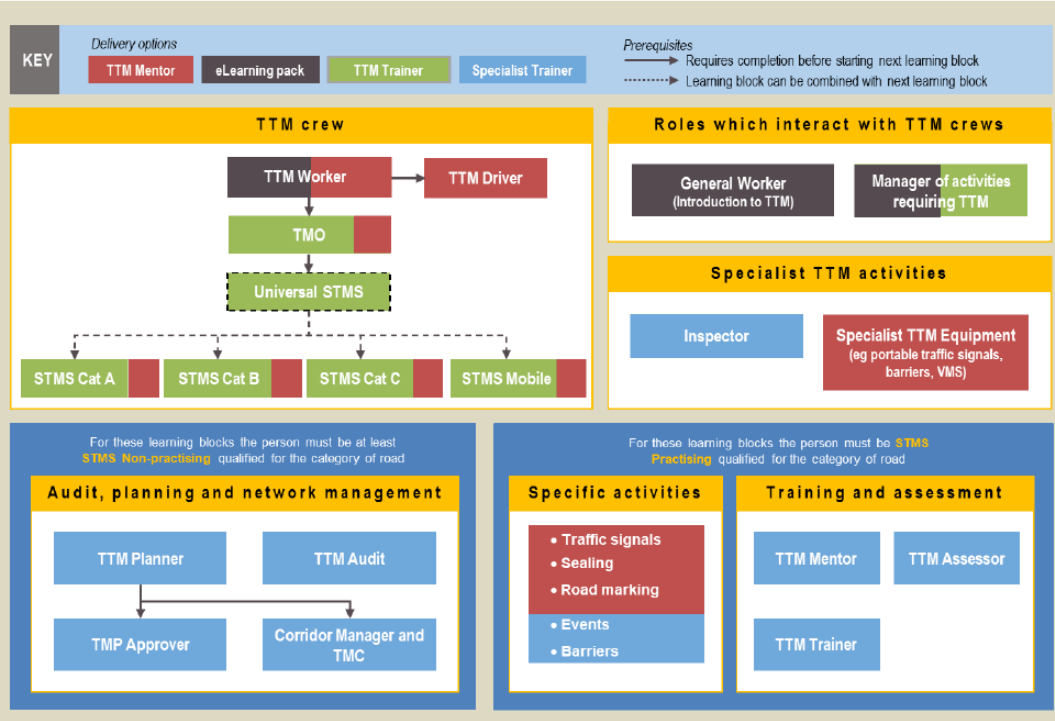 KEY
Delivery options
TTM Mentor
eLearning pack
TTM Trainer
Specialist Trainer
Prerequisites
Requires completion before starting next learning block
Learning block can be combined with next learning block
TTM crew
TTM Worker
TTM Driver
TMO
Universal STMS
STMS Cat A
STMS Cat B
STMS Cat C
STMS Mobile
Roles which interact with TTM crews
General Worker
(Introduction to TTM)
Manager of activities
requiring TTM
Specialist TTM activities
Inspector
Specialist TTM Equipment
(eg portable traffic signals,
barriers, VMS)
For these learning blocks the person must be at least
STMS Non-practising qualified for the category of road
Audit, planning and network management
TTM Planner
TTM Audit
TMP Approver
Corridor Manager and
TMC
For these learning blocks the person must be STMS
Practising qualified for the category of road
Specific activities
• Traffic signals
• Sealing
• Road marking
• Events
• Barriers
Training and assessment
TTM Mentor
TTM Assessor
TTM Trainer